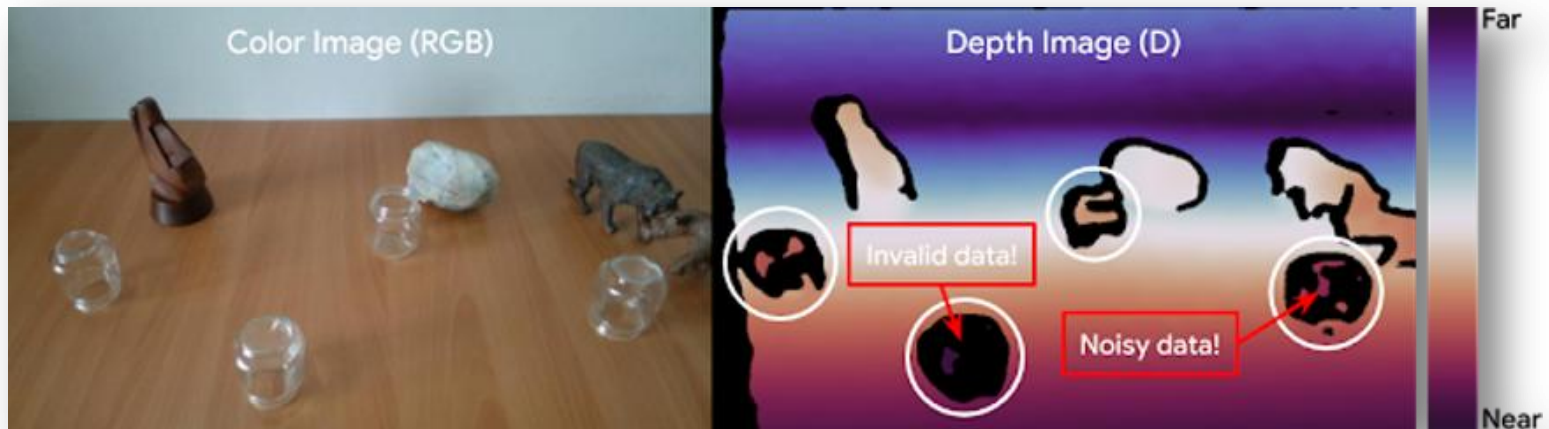 Color Image (RGB)
Depth Image (D)
Far
Invalid data!
Noisy data!
Near